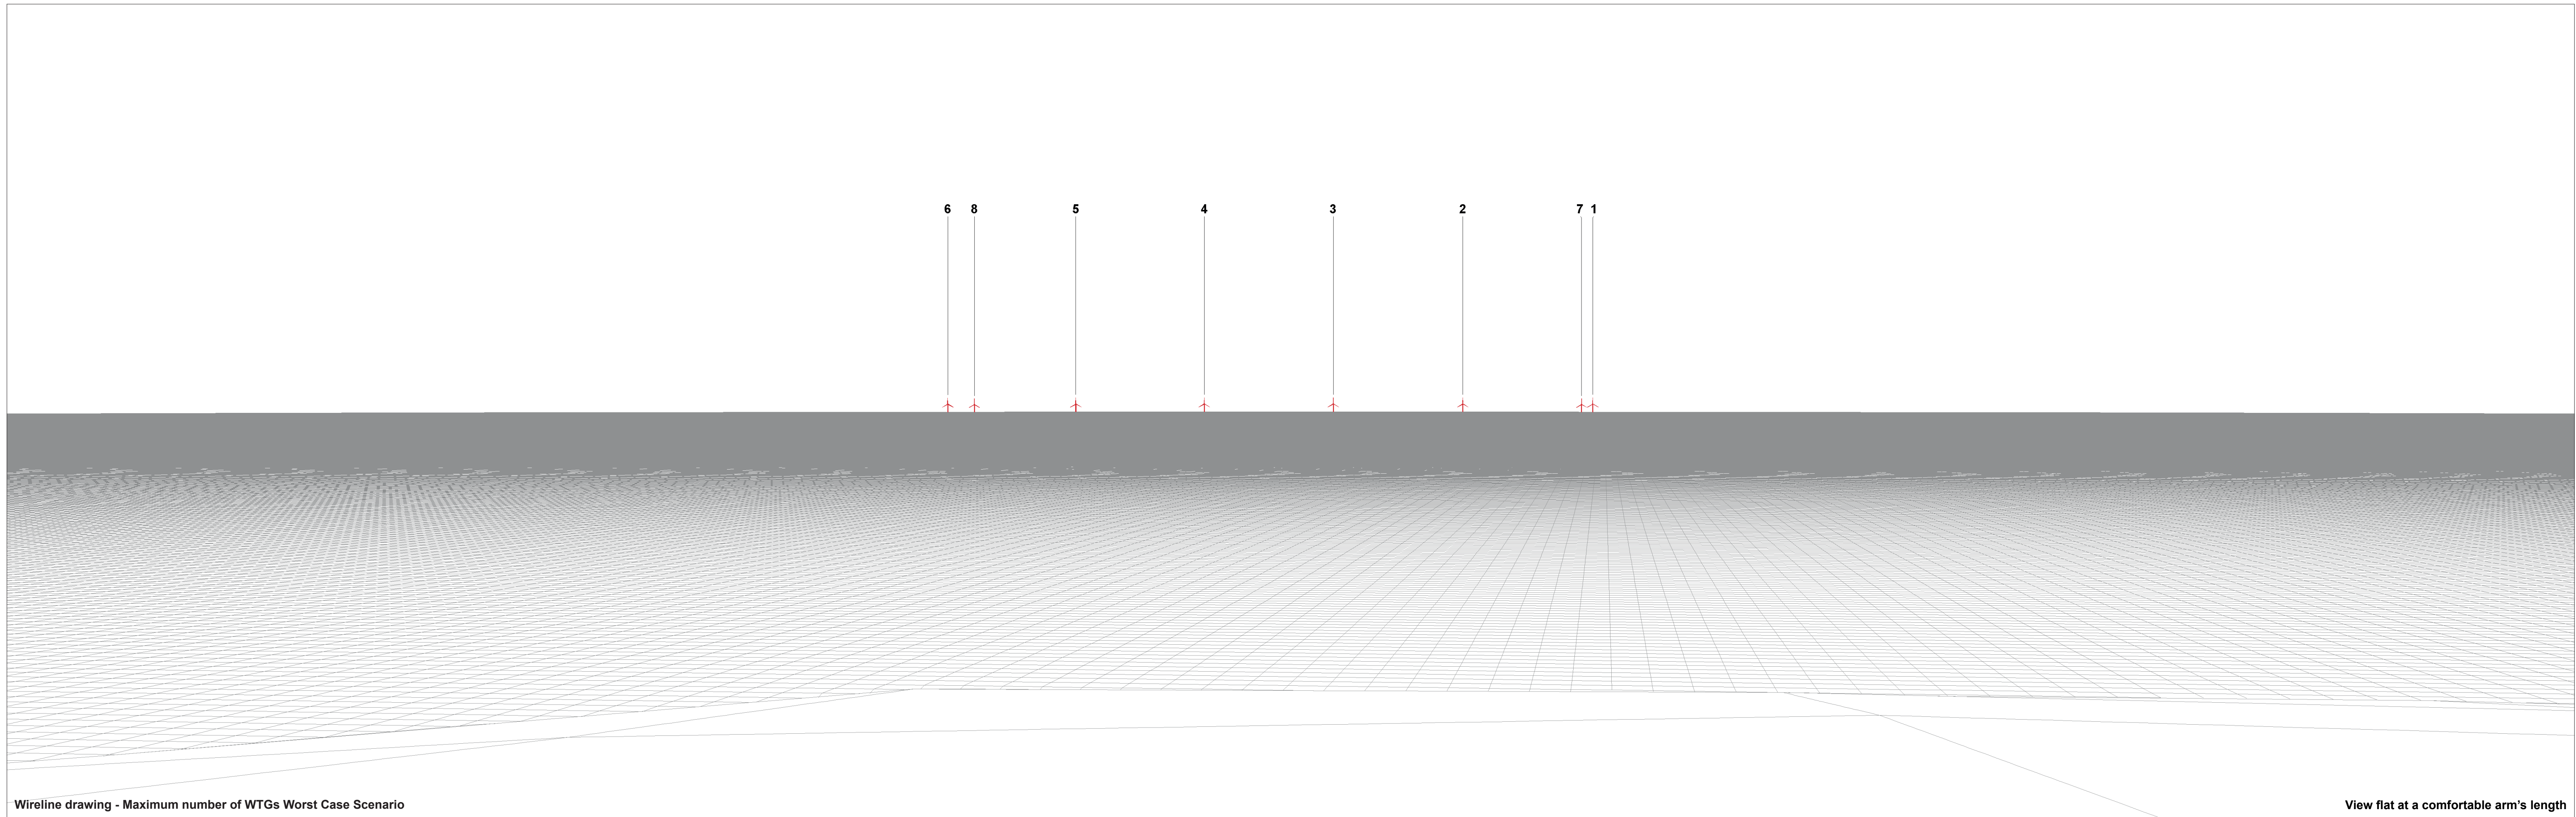 6 8 5 4 3 2 7 1
Wireline drawing - Maximum number of WTGs Worst Case Scenario
View flat at a comfortable arm's length